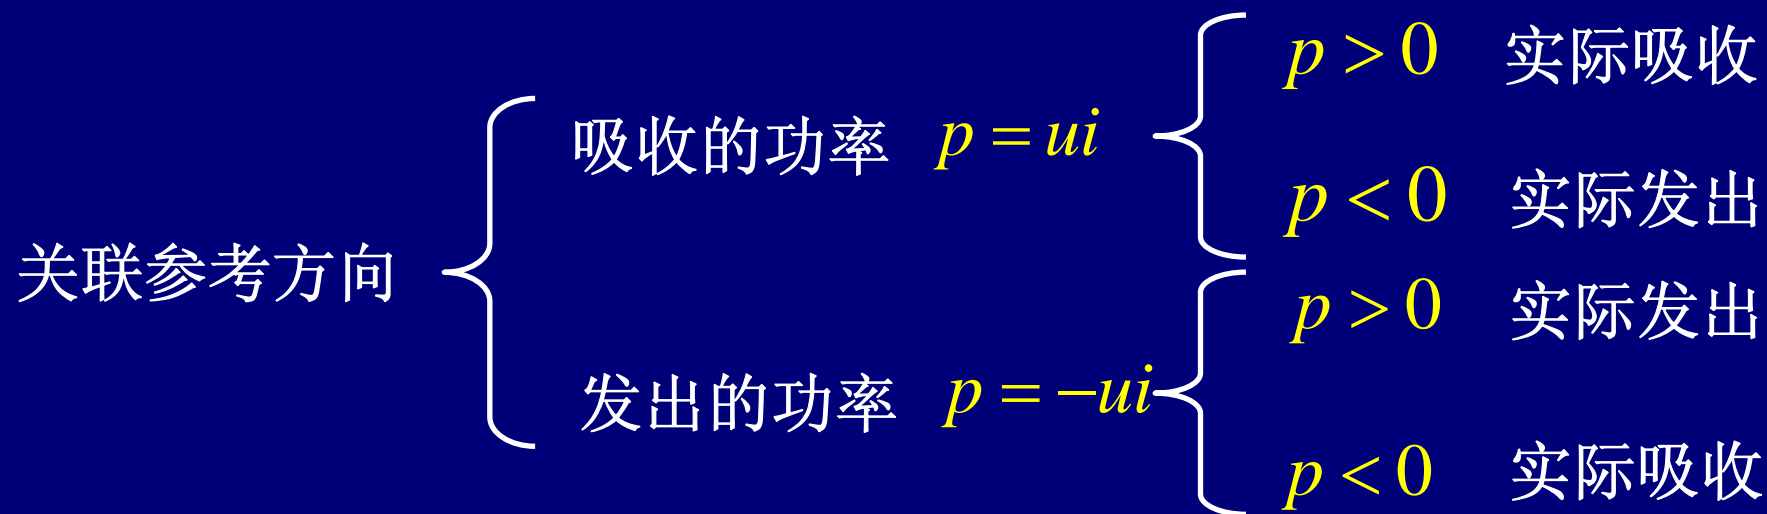 p > 0 实际吸收
吸收的功率 p = ui
p < 0 实际发出
关联参考方向
p > 0 实际发出
发出的功率 p = −ui
p < 0 实际吸收